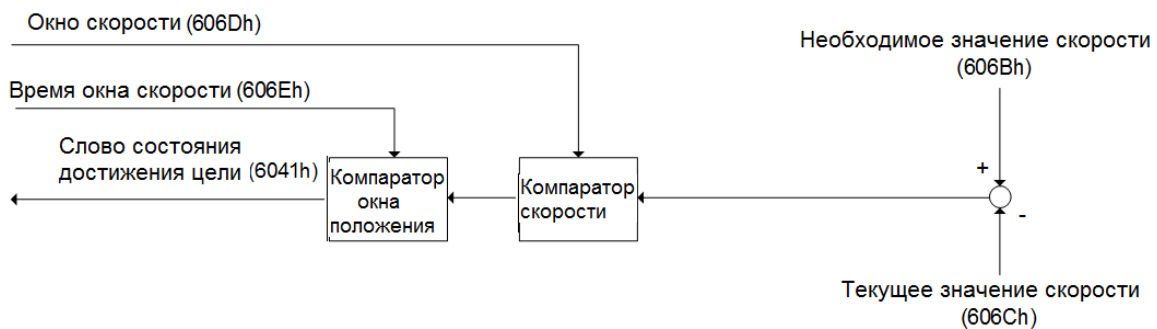 Окно скорости (606Dh)
Необходимое значение скорости
(606Bh)
Время окна скорости (606Eh)
Слово состояния
достижения цели (6041h)
Компаратор
окна
положения
Компаратор
скорости
+
-
Текущее значение скорости
(606Ch)